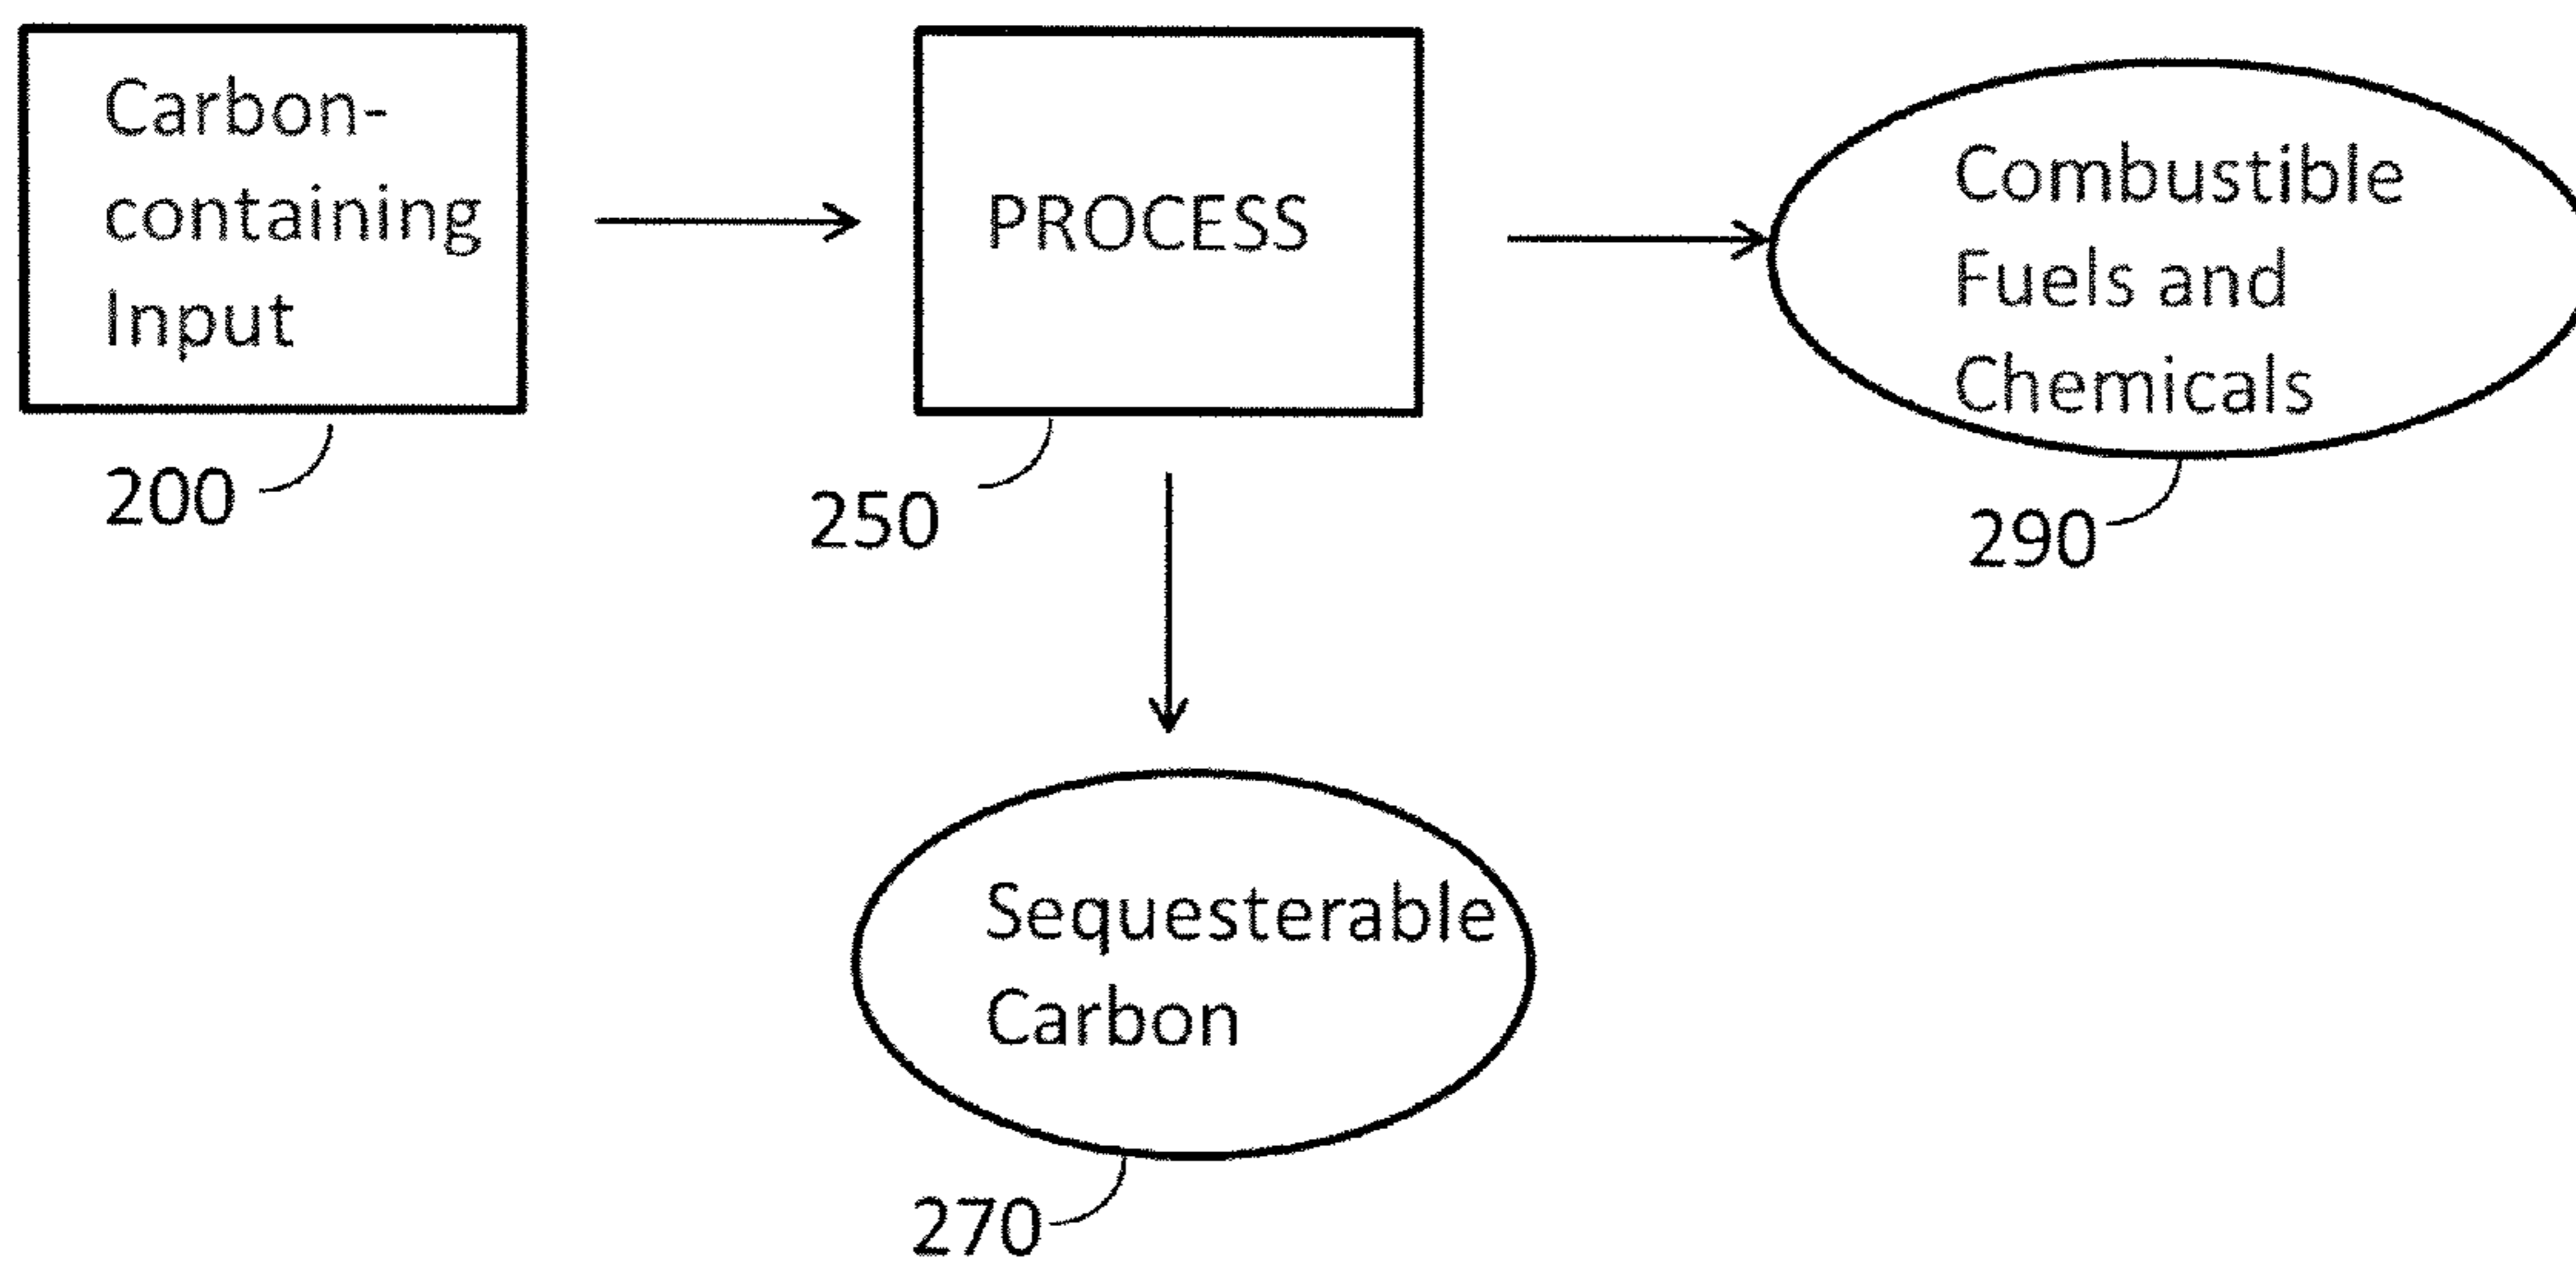 Carbon-
containing
Input
200
PROCESS
250
Combustible
Fuels and
Chemicals
290
Sequesterable
Carbon
270